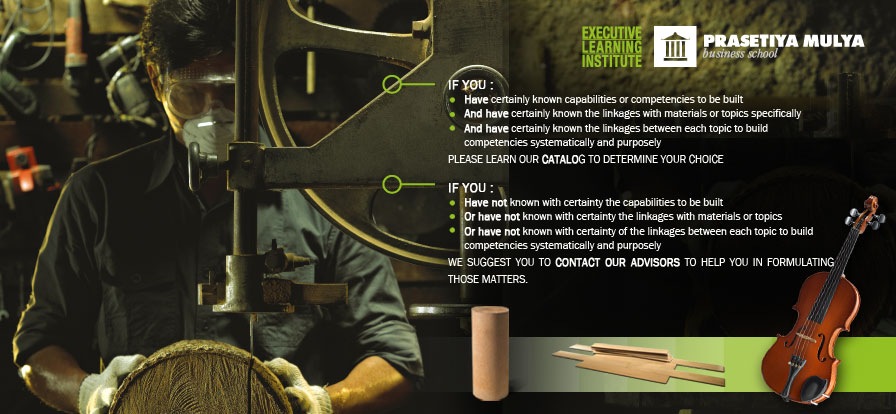 EXECUTIVE
LEARNING
INSTITUTE
PRASETIYA MULYA
business school
IF YOU :
Have certainly known capabilities or competencies to be built
And have certainly known the linkages with materials or topics specifically
And have certainly known the linkages between each topic to build
competencies systematically and purposely
PLEASE LEARN OUR CATALOG TO DETERMINE YOUR CHOICE
IF YOU :
Have not known with certainty the capabilities to be built
Or have not known with certainty the linkages with materials or topics
Or have not known with certainty of the linkages between each topic to build
competencies systematically and purposely
WE SUGGEST YOU TO CONTACT OUR ADVISORS TO HELP YOU IN FORMULATING
THOSE MATTERS.